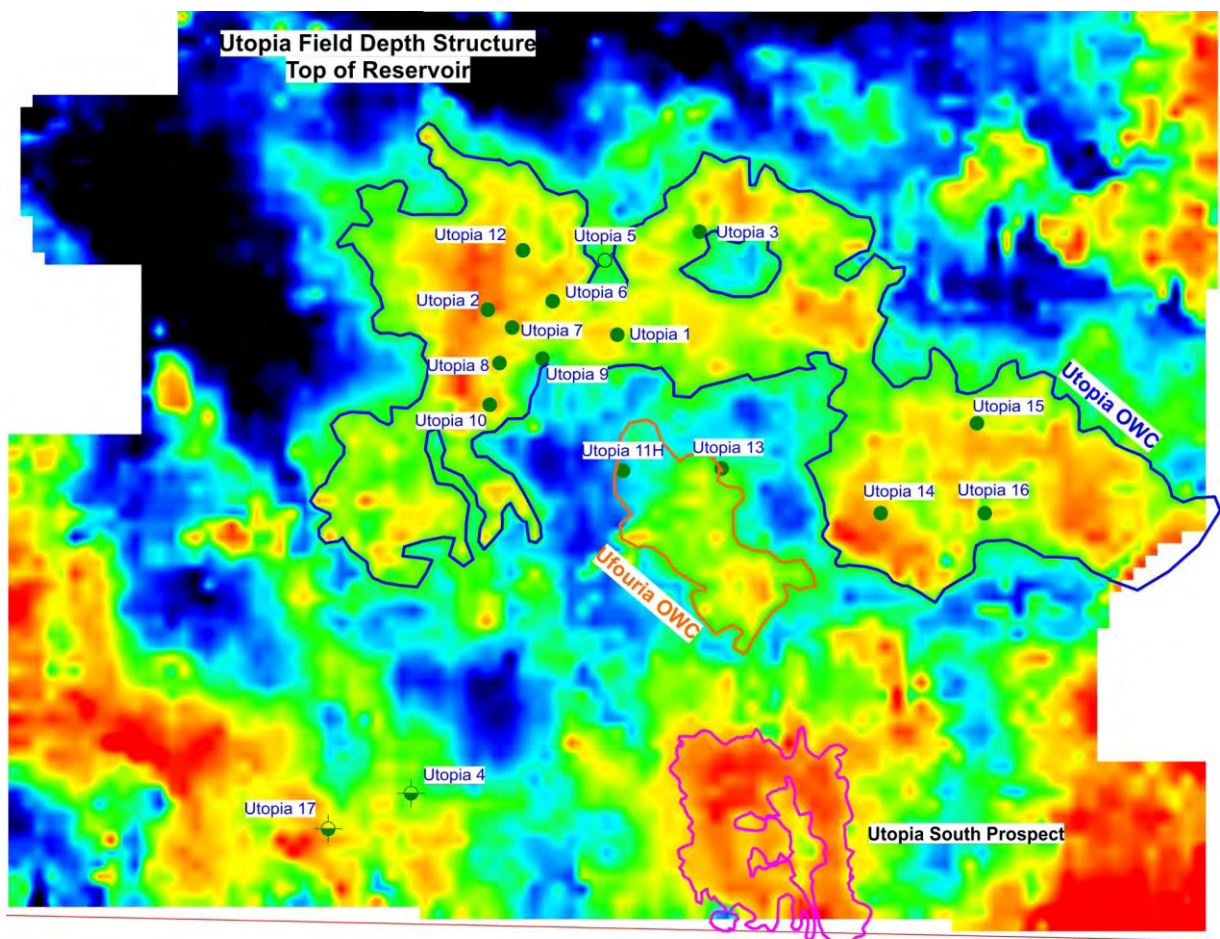 Utopia Field Depth Structure
Top of Reservoir
Utopia 12
Utopia 5
Utopia 3
Utopia 2
Utopia 6
Utopia 7
Utopia 1
Utopia 8
Utopia 9
Utopia 10
Utopia OWC
Utopia 15
Utopia 11H
Utopia 13
Utopia 14
Utopia 16
Ufouria OWC
Utopia 4
Utopia 17
Utopia South Prospect